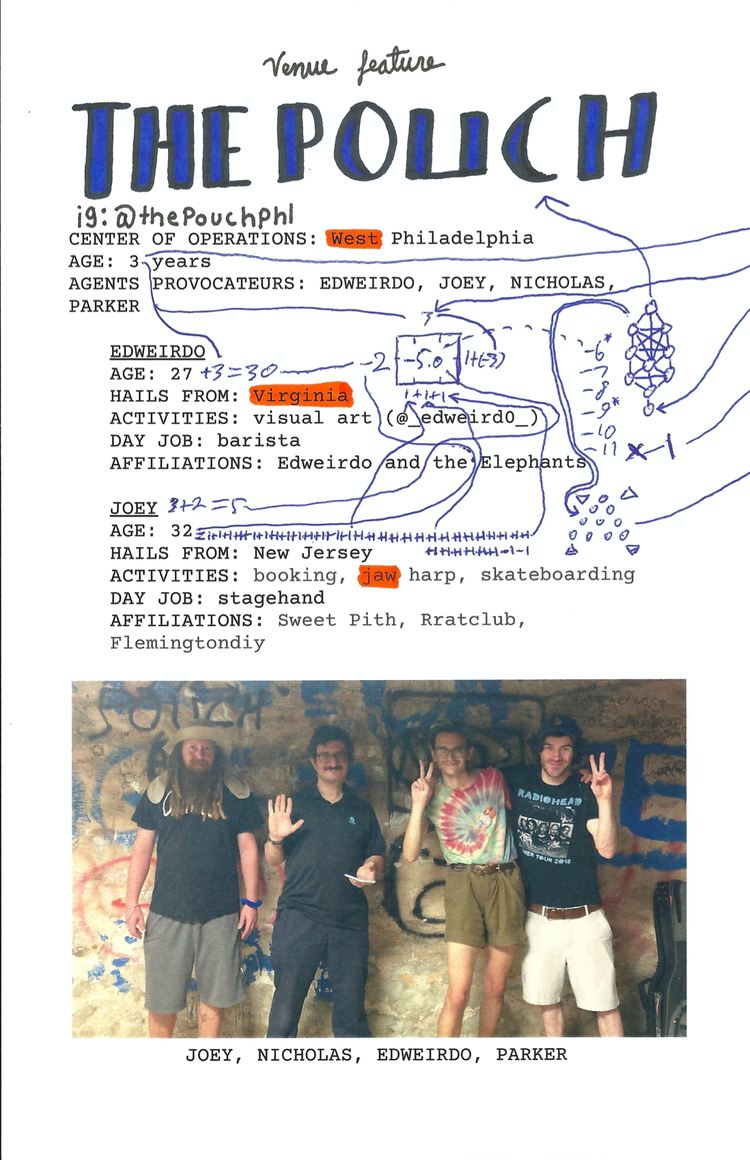 Venue feature
THE POUCH
ig: @thePouchPhl
CENTER OF OPERATIONS: West Philadelphia
AGE: 3 years
AGENTS PROVOCATEURS: EDWEIRDO, JOEY, NICHOLAS,
PARKER
3
EDWEIRDO
AGE: 27 +3=30 -2 -5.0 1+(-3)
-6*
-7
-8
-9*
-10
-11 x-1
HAILS FROM: Virginia 1+1+1
ACTIVITIES: visual art (@_edweird0_)
DAY JOB: barista
AFFILIATIONS: Edweirdo and the Elephants
JOEY 3+2=5
AGE: 32
HAILS FROM: New Jersey
ACTIVITIES: booking, jaw harp, skateboarding
DAY JOB: stagehand
AFFILIATIONS: Sweet Pith, Rratclub,
Flemingtondiy
RADIOHEAD
TOUR 2018
JOEY, NICHOLAS, EDWEIRDO, PARKER